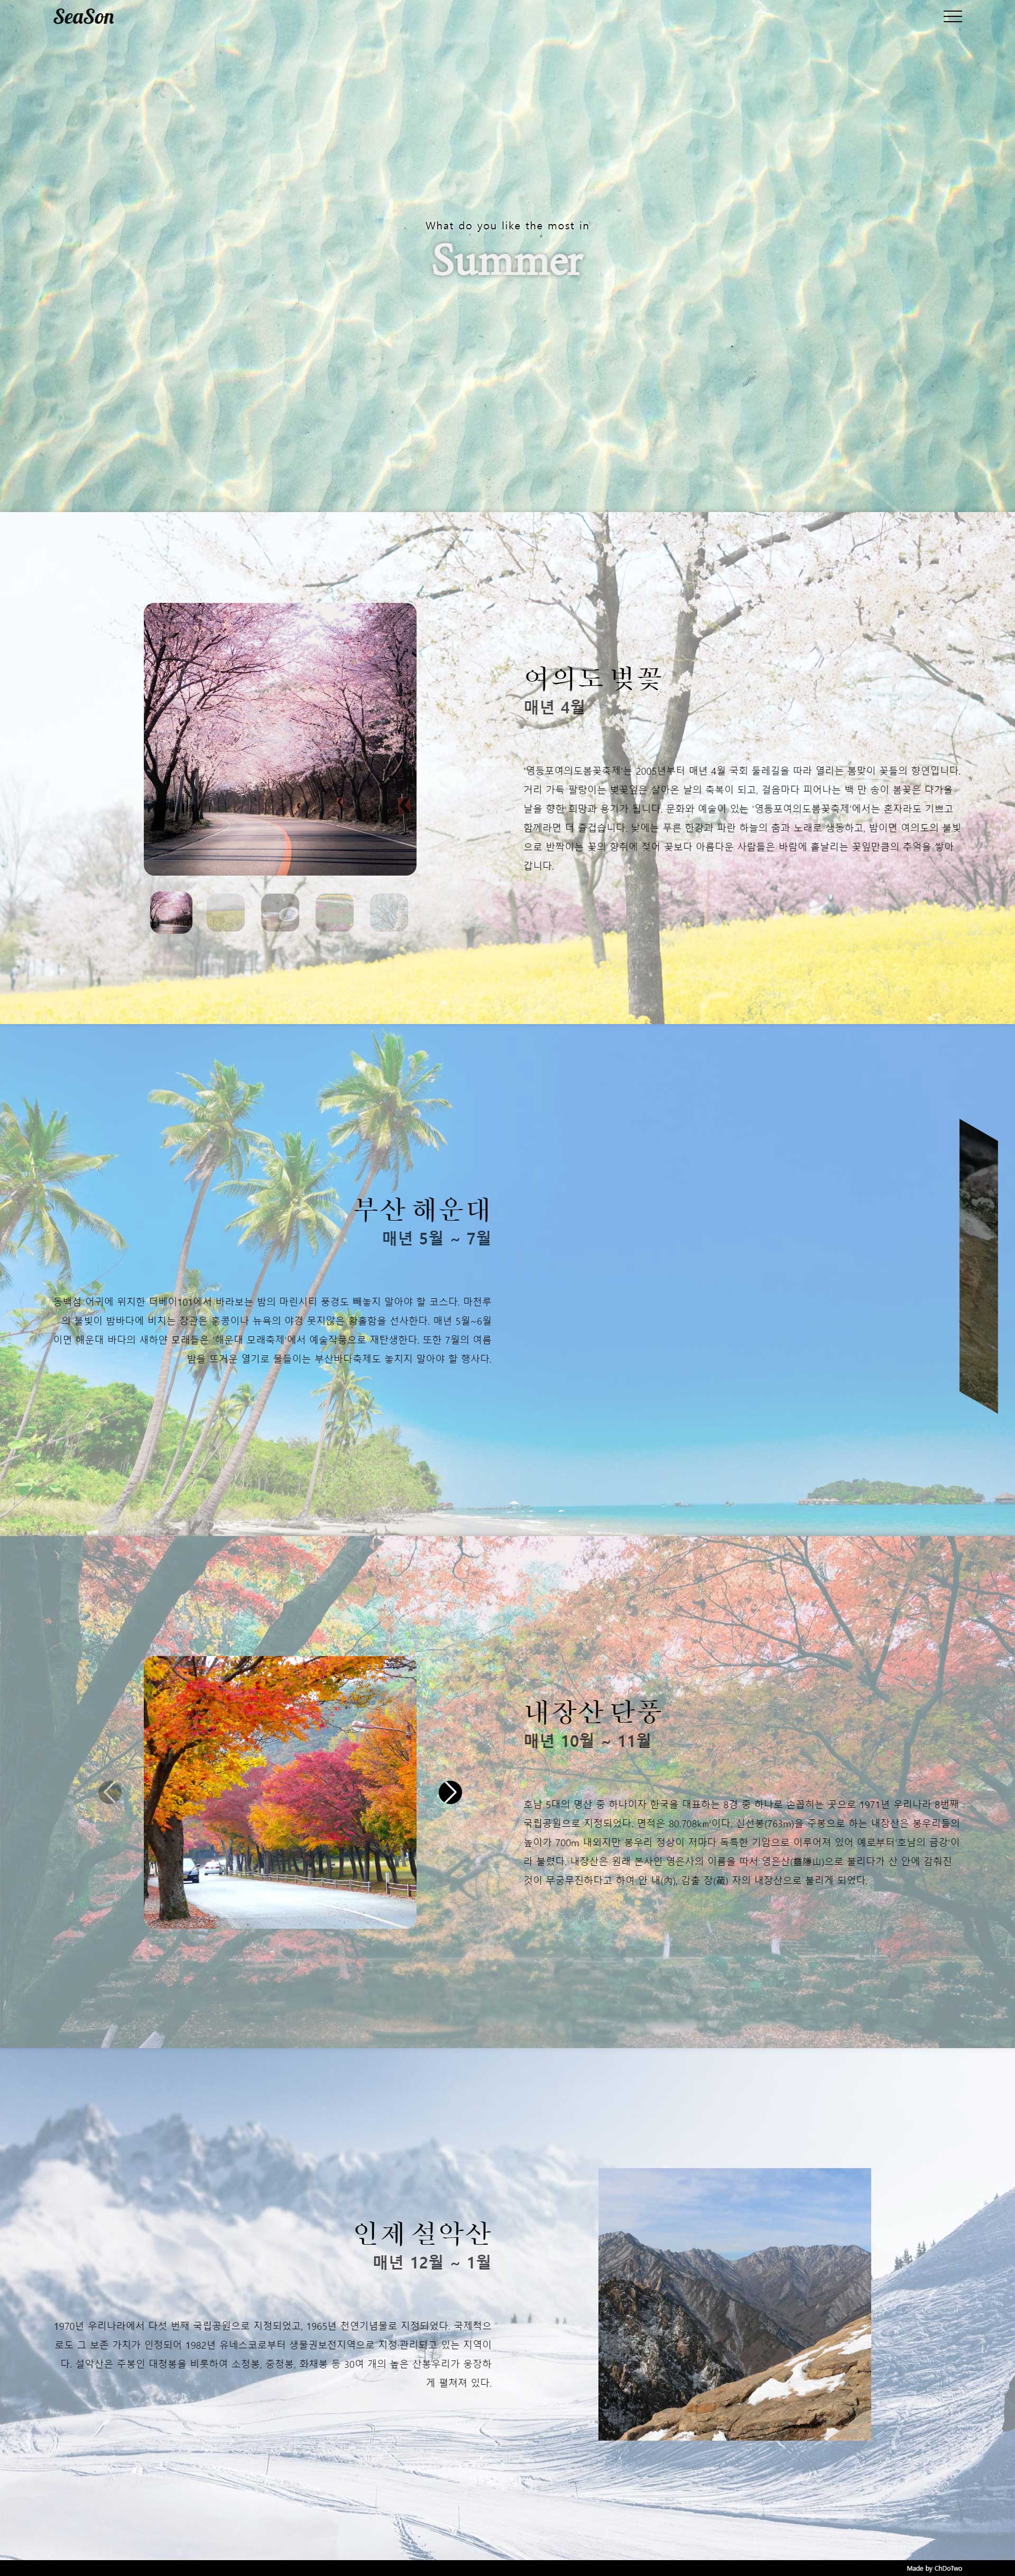 SeaSon
What do you like the most in
Summer
여의도 벚꽃
매년 4월
'영등포여의도봄꽃축제'는 2005년부터 매년 4월 국회 둘레길을 따라 열리는 봄맞이 꽃들의 향연입니다.
거리 가득 팔랑이는 벚꽃잎은 살아온 날의 축복이 되고, 걸음마다 피어나는 백 만 송이 봄꽃은 다가올
날을 향한 희망과 용기가 됩니다. 문화와 예술이 있는 '영등포여의도봄꽃축제'에서는 혼자라도 기쁘고
함께라면 더 즐겁습니다. 낮에는 푸른 한강과 파란 하늘의 춤과 노래로 생동하고, 밤이면 여의도의 불빛
으로 반짝이는 꽃의 향취에 젖어 꽃보다 아름다운 사람들은 바람에 흩날리는 꽃잎만큼의 추억을 쌓아
갑니다.
부산 해운대
매년 5월 ~ 7월
동백섬 어귀에 위치한 더베이101에서 바라보는 밤의 마린시티 풍경도 빼놓지 말아야 할 코스다. 마천루
의 불빛이 밤바다에 비치는 장관은 홍콩이나 뉴욕의 야경 못지않은 황홀함을 선사한다. 매년 5월~6월
이면 해운대 바다의 새하얀 모래들은 '해운대 모래축제'에서 예술작품으로 재탄생한다. 또한 7월의 여름
밤을 뜨거운 열기로 물들이는 부산바다축제도 놓치지 말아야 할 행사다.
내장산 단풍
매년 10월 ~ 11월
호남 5대의 명산 중 하나이자 한국을 대표하는 8경 중 하나로 손꼽히는 곳으로 1971년 우리나라 8번째
국립공원으로 지정되었다. 면적은 80.708km²이다. 신선봉(763m)을 주봉으로 하는 내장산은 봉우리들의
높이가 700m 내외지만 봉우리 정상이 저마다 독특한 기암으로 이루어져 있어 예로부터'호남의 금강'이
라 불렸다. 내장산은 원래 본사인 영은사의 이름을 따서 영은산(靈隱山)으로 불리다가 산 안에 감춰진
것이 무궁무진하다고 하여 안 내(內), 감출 장(藏) 자의 내장산으로 불리게 되었다.
인제 설악산
매년 12월 ~ 1월
1970년 우리나라에서 다섯 번째 국립공원으로 지정되었고, 1965년 천연기념물로 지정되었다. 국제적으
로도 그 보존 가치가 인정되어 1982년 유네스코로부터 생물권보전지역으로 지정·관리되고 있는 지역이
다. 설악산은 주봉인 대청봉을 비롯하여 소청봉, 중청봉, 화채봉 등 30여 개의 높은 산봉우리가 웅장하
게 펼쳐져 있다.
Made by ChDoTwo